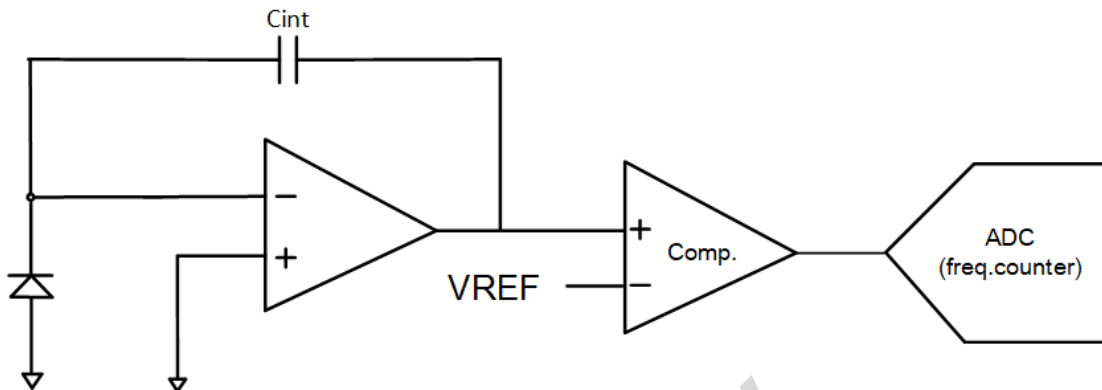 Cint
−
+
VREF
+
−
Comp.
ADC
(freq.counter)